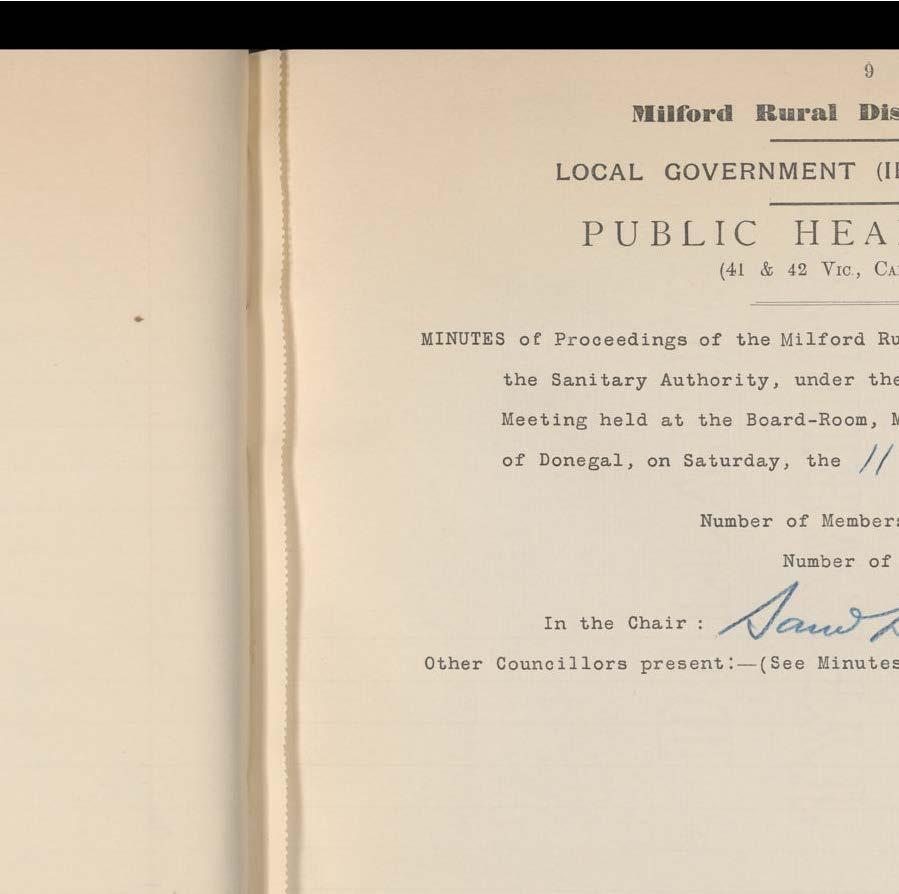 9
Milford Rural Dis
LOCAL GOVERNMENT (I
PUBLIC HEA
(41 & 42 Vic., Ca
MINUTES of Proceedings of the Milford Ru
the Sanitary Authority, under the
Meeting held at the Board-Room, M
of Donegal, on Saturday, the 11
Number of Members
Number of
In the Chair :
Other Councillors present:—(See Minutes